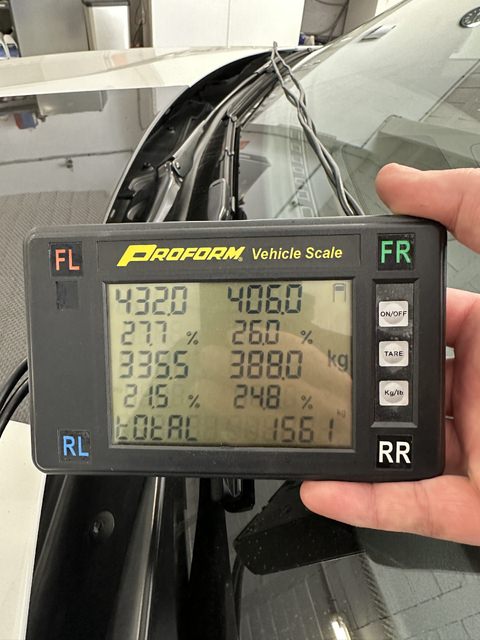 PROFORM® Vehicle Scale
FL
FR
432.0 406.0
27.7 % 26.0 %
335.5 388.0 kg
21.5 % 24.8 %
total 1561 kg
ON/OFF
TARE
Kg/lb
RL
RR